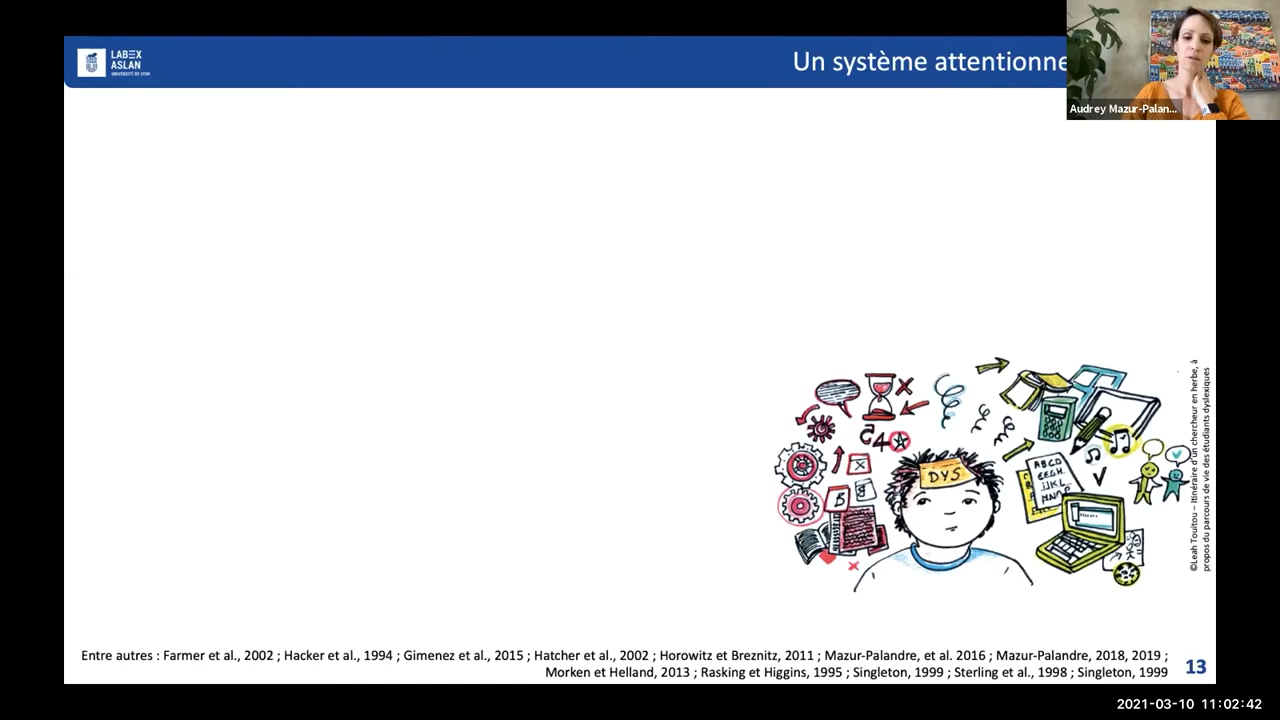 LABEX
ASLAN
UNIVERSITÉ DE LYON
Un système attentionne
Audrey Mazur-Palan...
DYS
ABCD
©Leah Touitou – Itinéraire d'un chercheur en herbe, à
propos du parcours de vie des étudiants dyslexiques
Entre autres : Farmer et al., 2002 ; Hacker et al., 1994 ; Gimenez et al., 2015 ; Hatcher et al., 2002 ; Horowitz et Breznitz, 2011 ; Mazur-Palandre, et al. 2016 ; Mazur-Palandre, 2018, 2019 ;
Morken et Helland, 2013 ; Rasking et Higgins, 1995 ; Singleton, 1999 ; Sterling et al., 1998 ; Singleton, 1999
13
2021-03-10 11:02:42